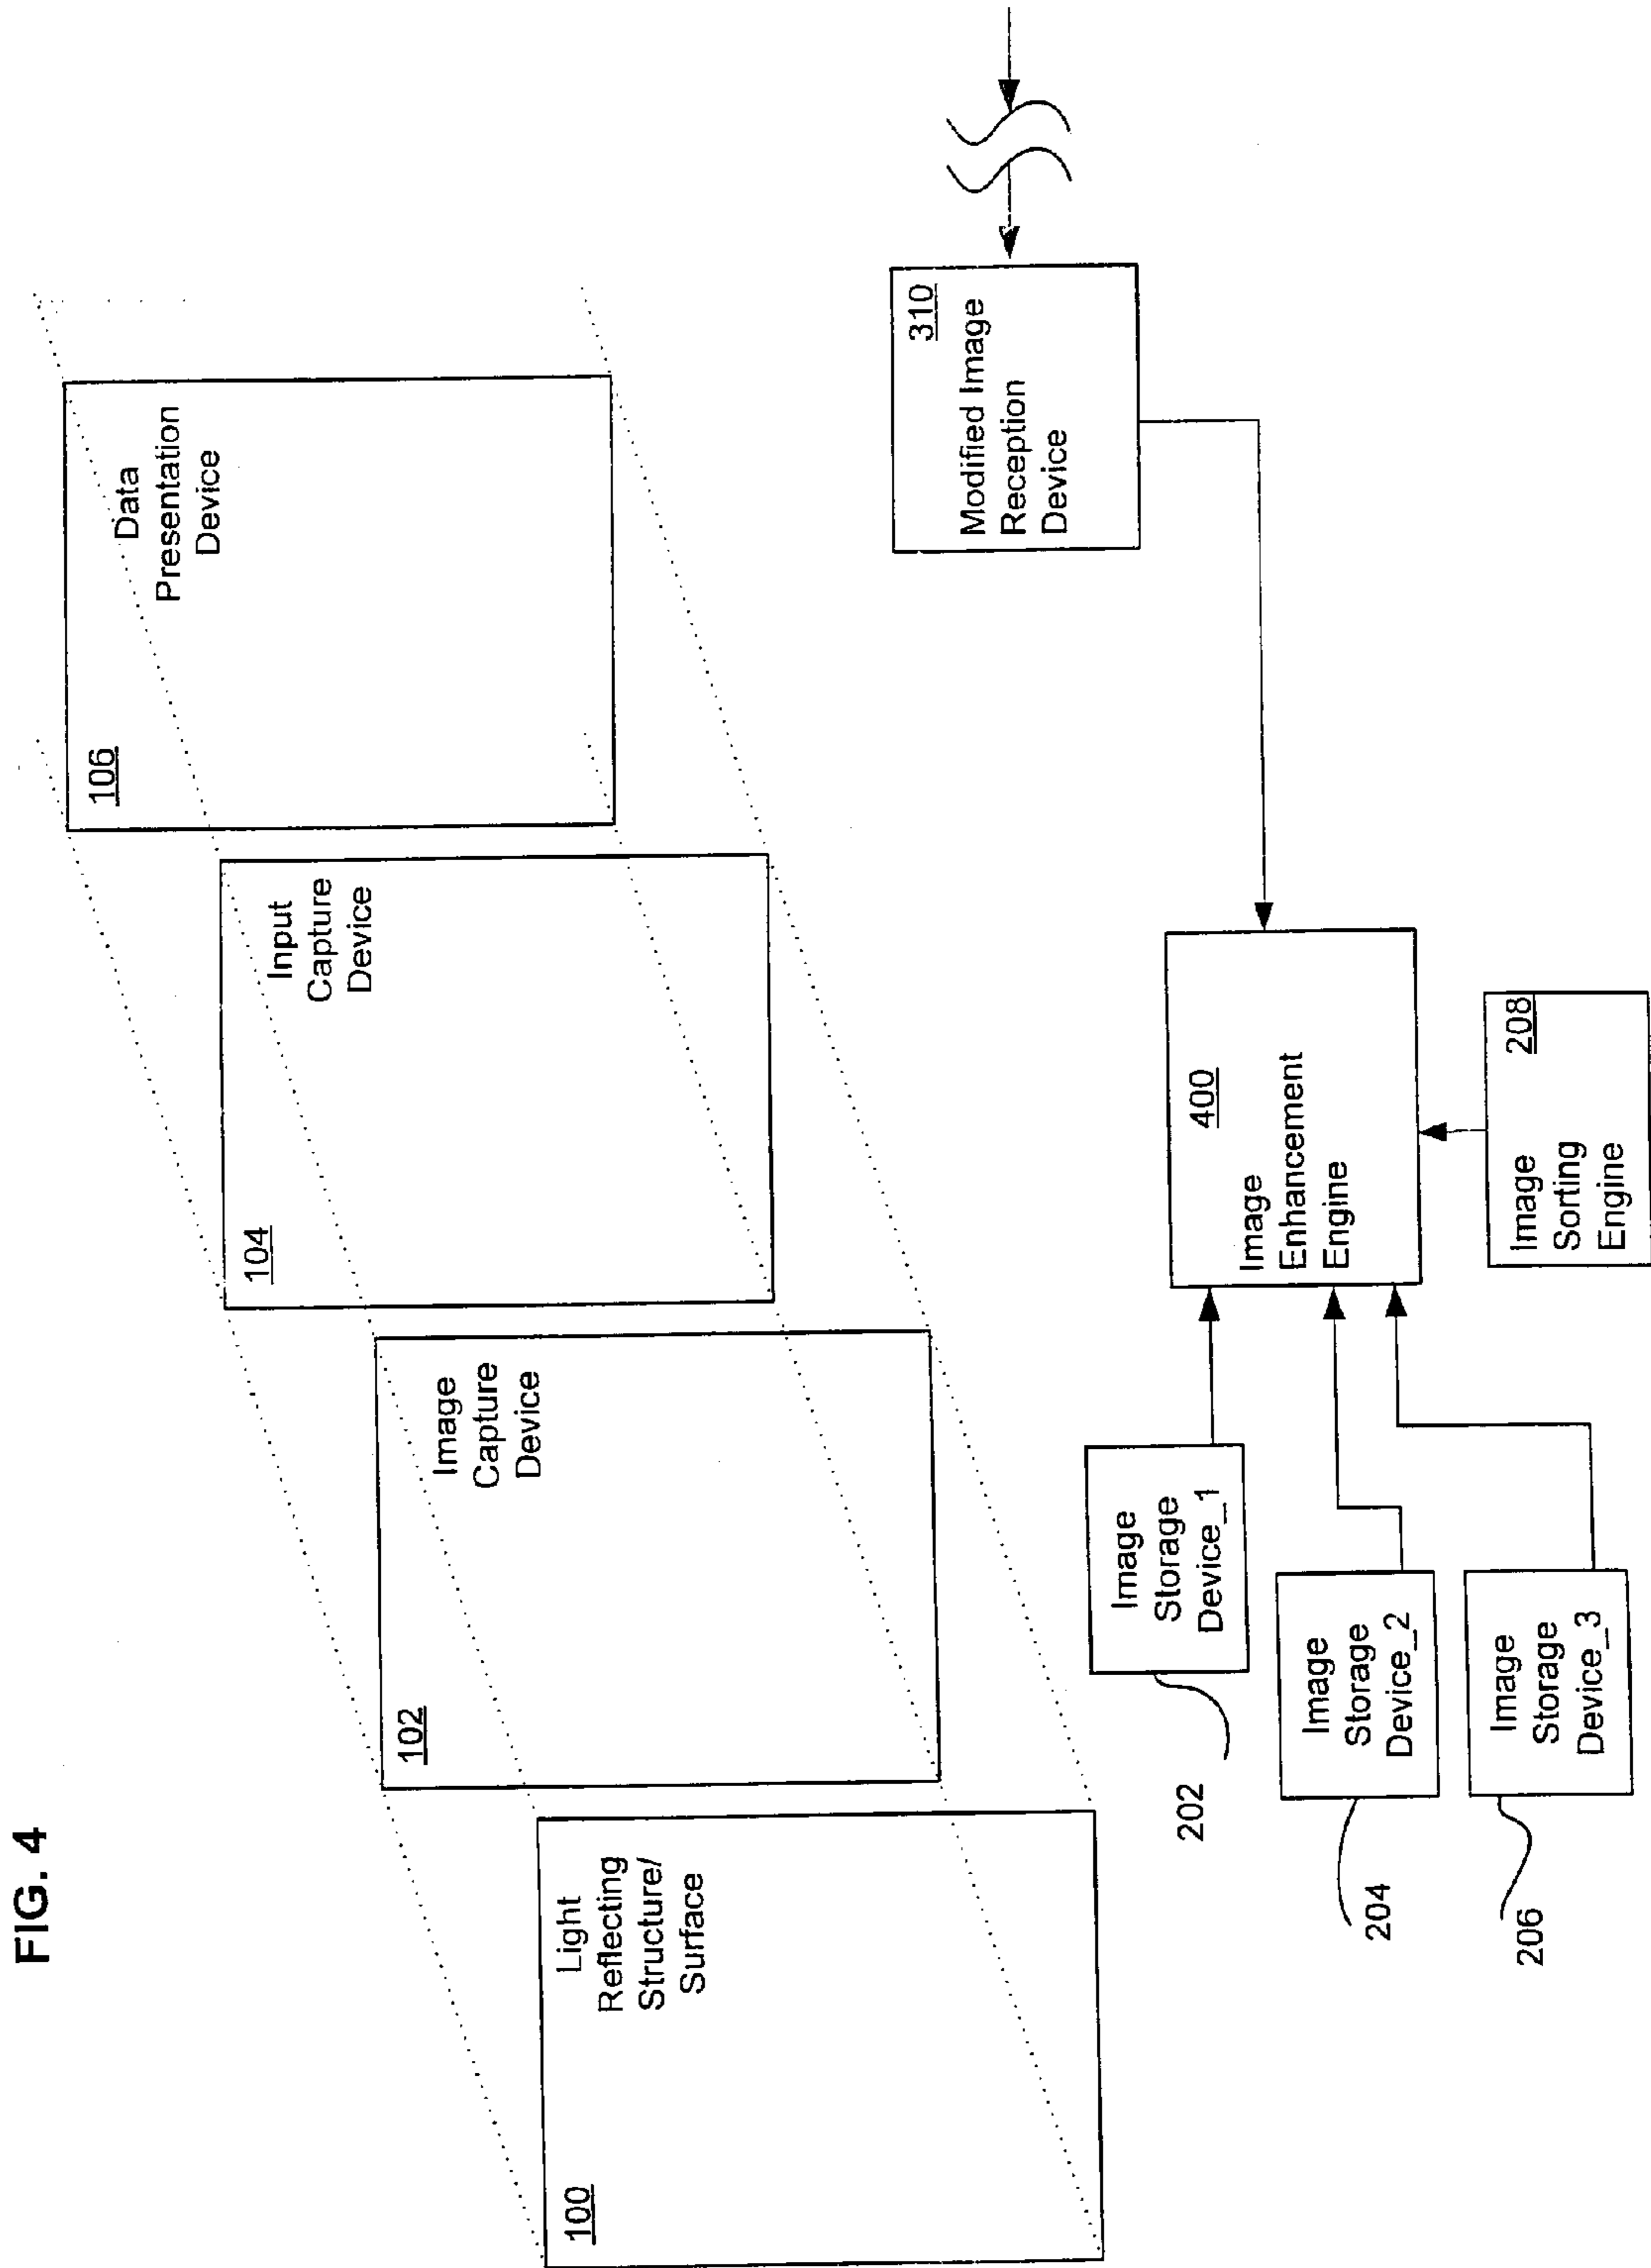 FIG. 4
100
Light
Reflecting
Structure/
Surface
102
Image
Capture
Device
104
Input
Capture
Device
106
Data
Presentation
Device
202
Image
Storage
Device_1
204
Image
Storage
Device_2
206
Image
Storage
Device_3
400
Image
Enhancement
Engine
208
Image
Sorting
Engine
310
Modified Image
Reception
Device